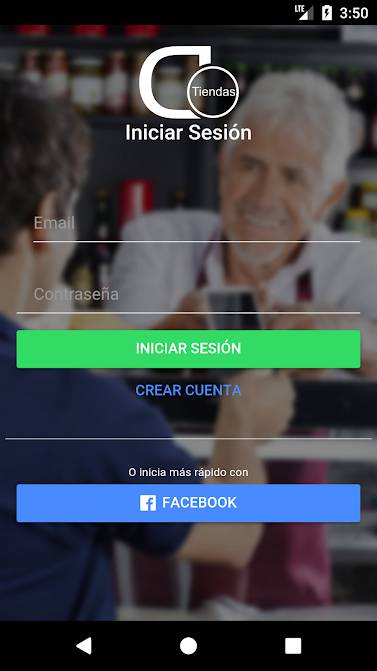 LTE 3:50
D
Tiendas
Iniciar Sesión
Email
Contraseña
INICIAR SESIÓN
CREAR CUENTA
O inicia más rápido con
FACEBOOK